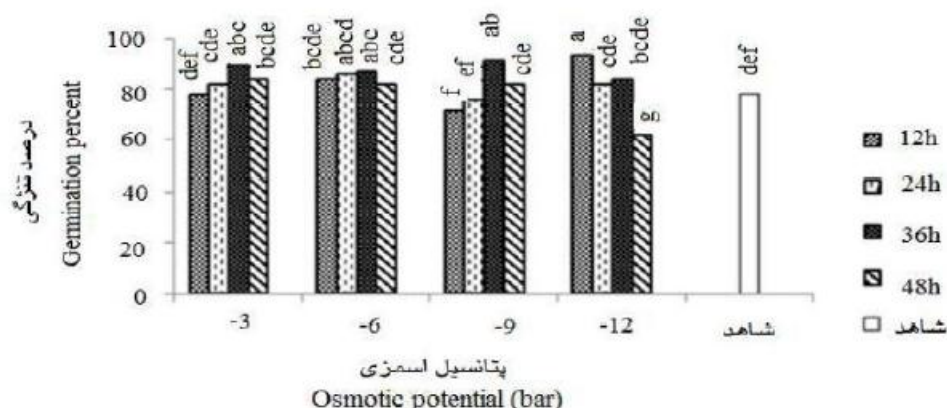 درصد تنژگی
Germination percent
100
80
60
40
20
0
def cde abc bcde
bcde abcd abc cde
f ef ab cde
a cde bcde g
def
-3 -6 -9 -12 شاهد
پتانسیل اسمزی
Osmotic potential (bar)
12h
24h
36h
48h
شاهد